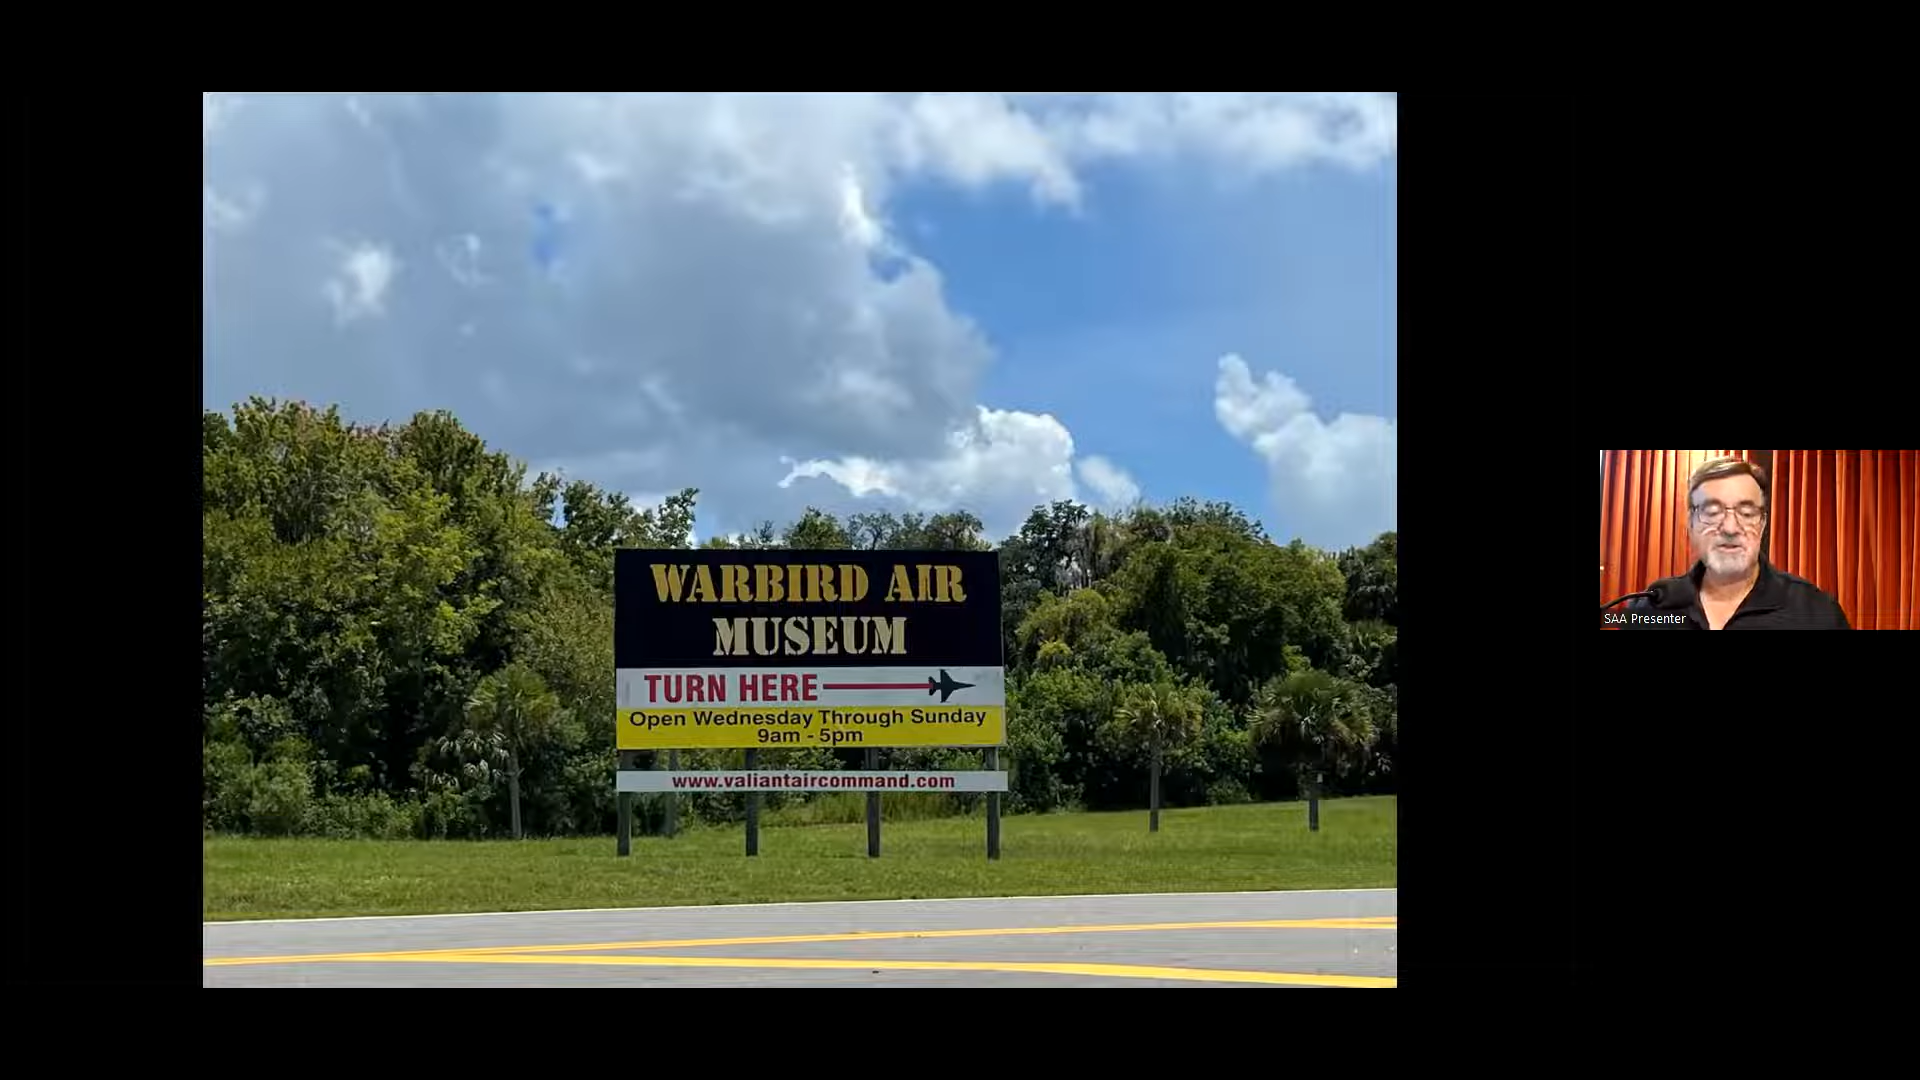 WARBIRD AIR
MUSEUM
TURN HERE
Open Wednesday Through Sunday
9am - 5pm
www.valiantaircommand.com
SAA Presenter